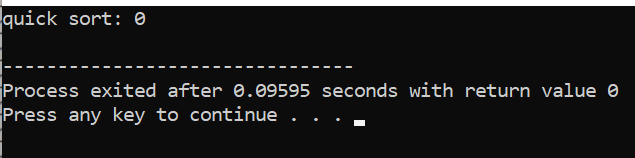 quick sort: 0
--------------------------------
Process exited after 0.09595 seconds with return value 0
Press any key to continue . . .